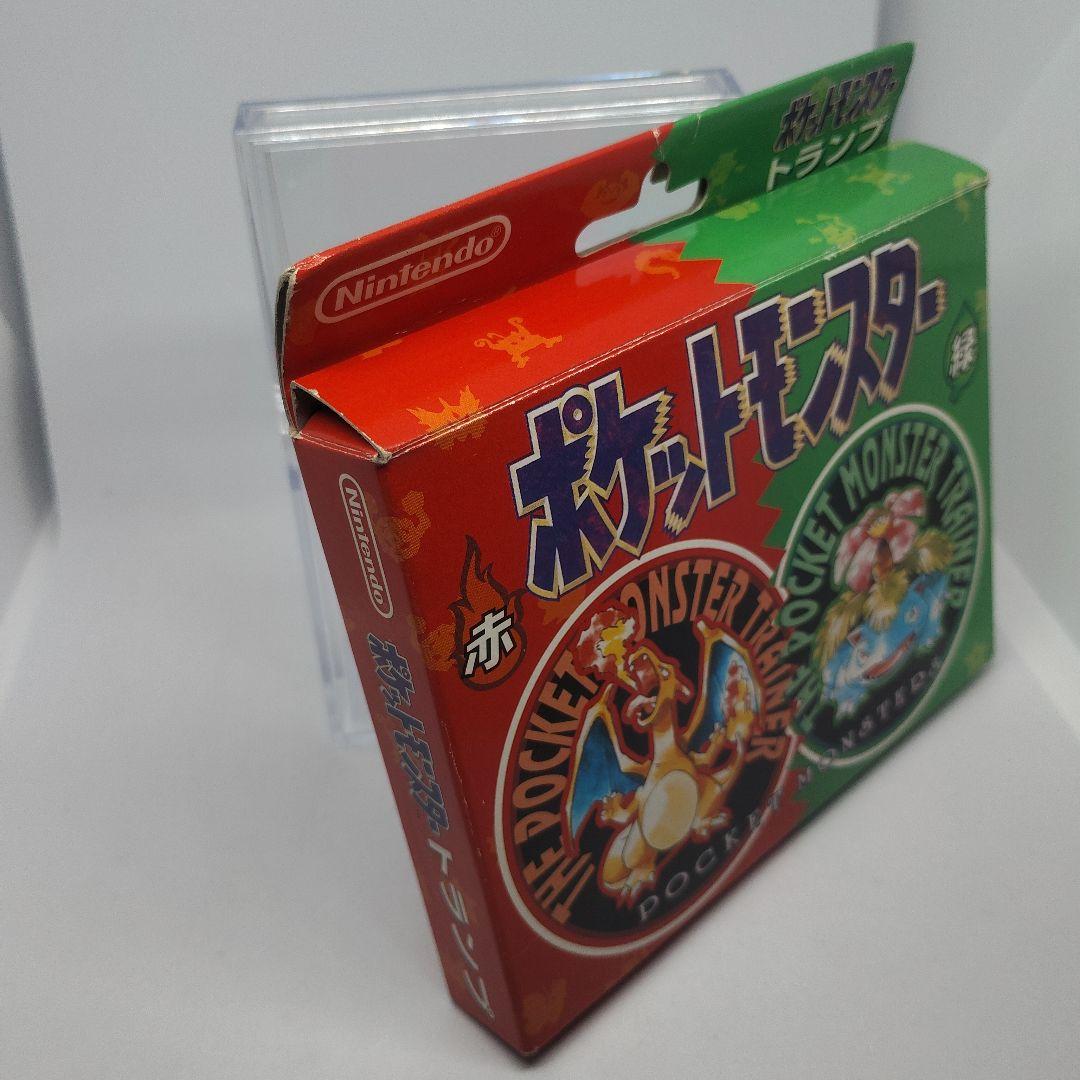 Nintendo®
ポケットモンスター
トランプ
ポケットモンスター
赤
緑
THE POCKET MONSTER TRAINER
POCKET MONSTERS
THE POCKET MONSTER TRAINER
Nintendo
ポケットモンスター トランプ